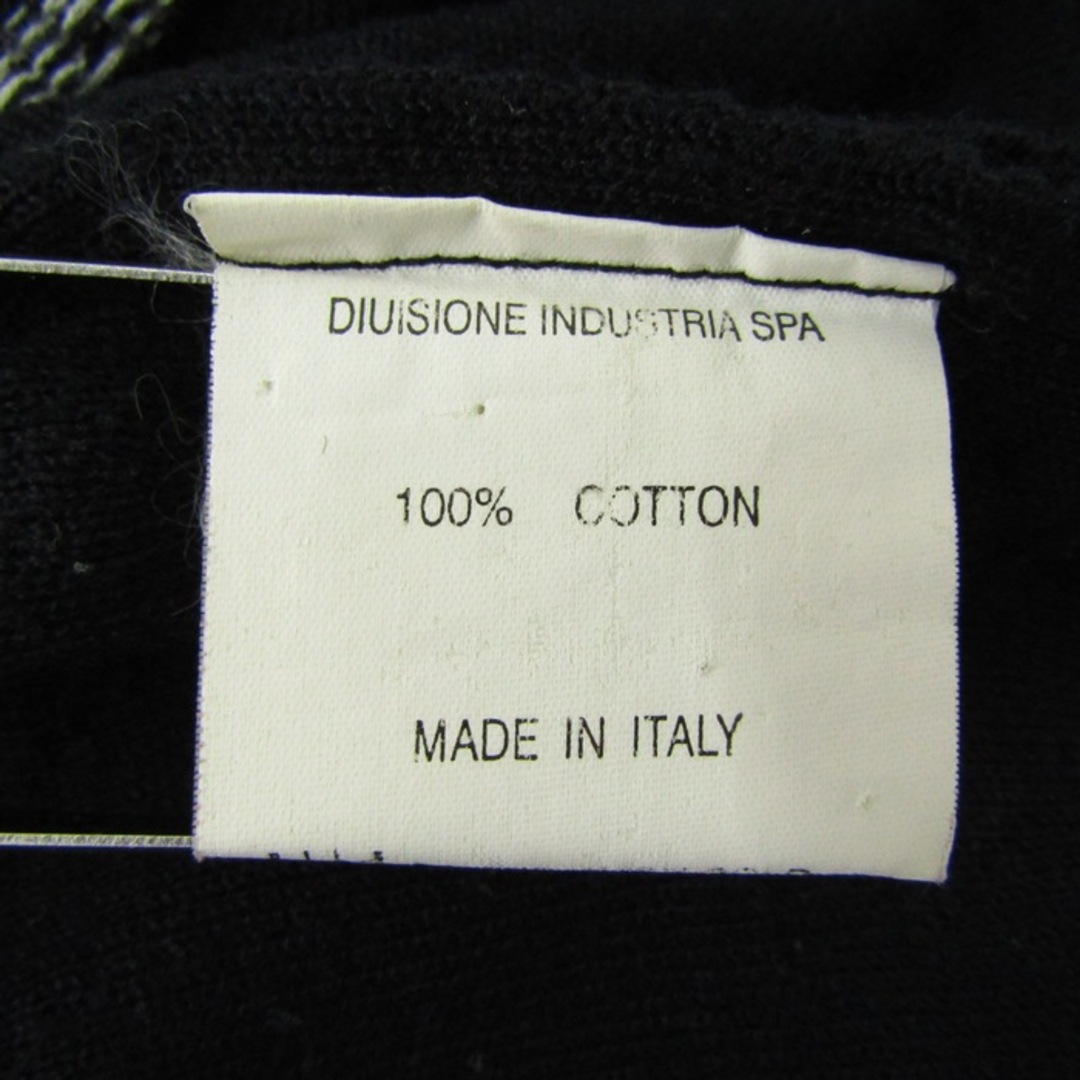 DIUISIONE INDUSTRIA SPA
100% COTTON
MADE IN ITALY